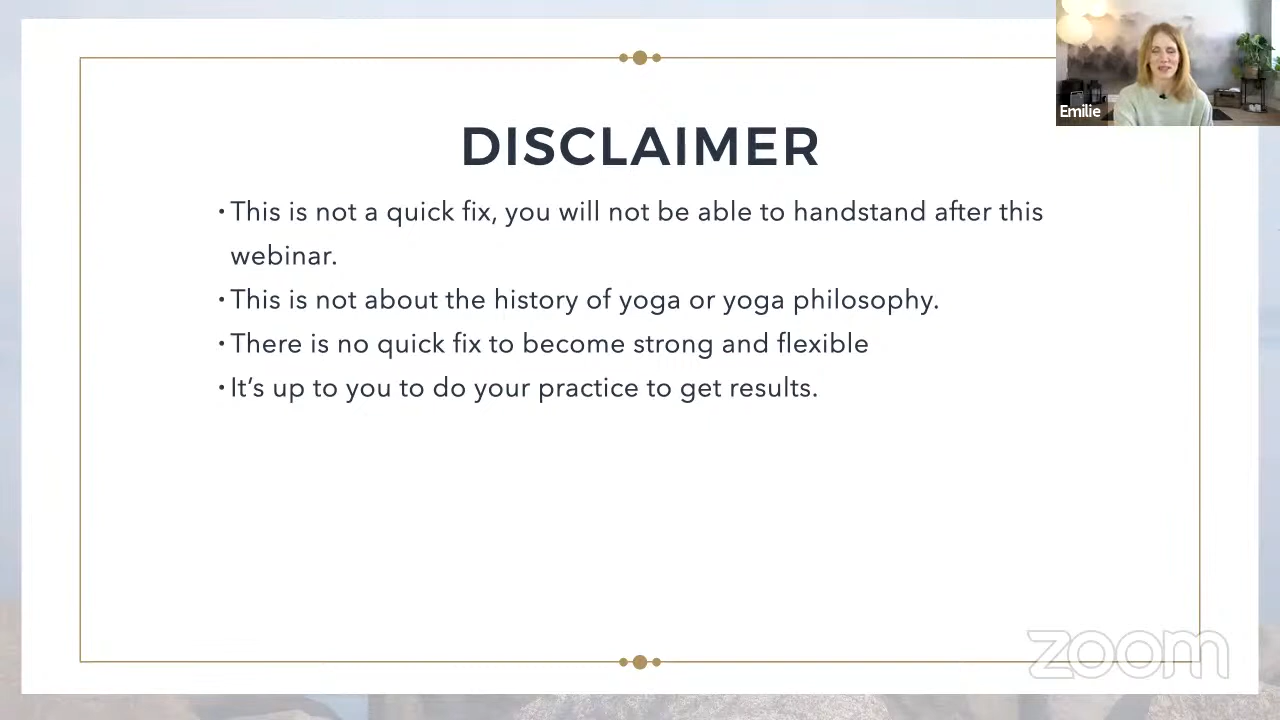 Emilie
DISCLAIMER
•This is not a quick fix, you will not be able to handstand after this
webinar.
•This is not about the history of yoga or yoga philosophy.
•There is no quick fix to become strong and flexible
•It’s up to you to do your practice to get results.
zoom